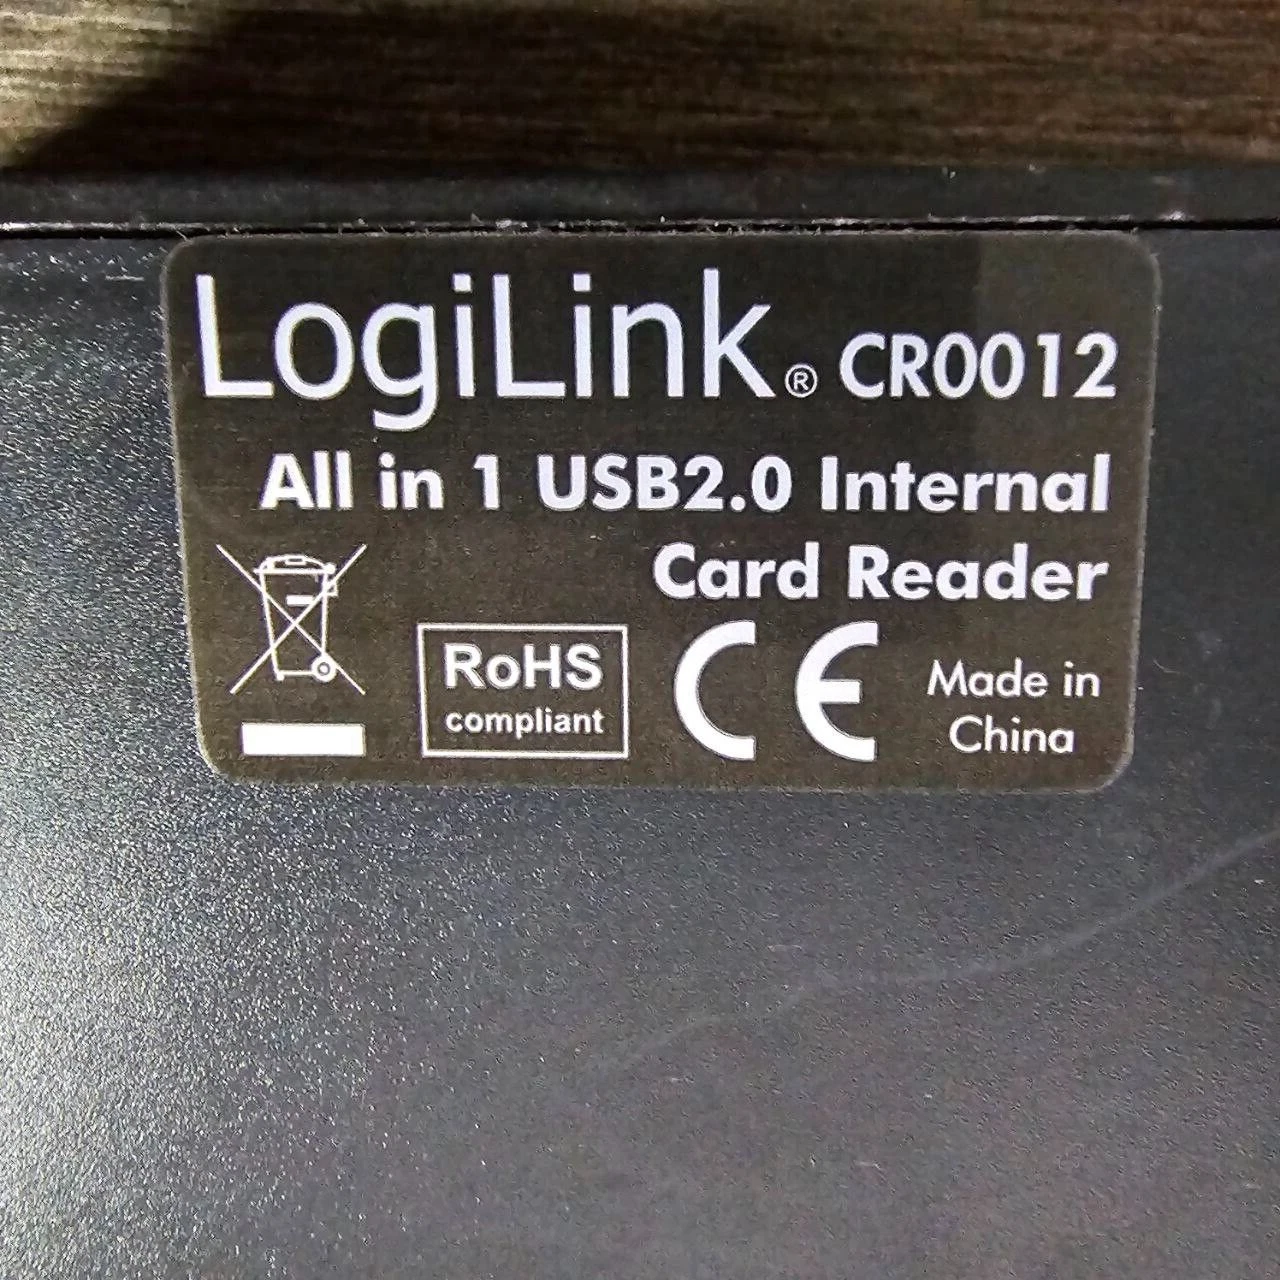 LogiLink® CR0012
All in 1 USB2.0 Internal
Card Reader
RoHS
compliant
CE
Made in
China